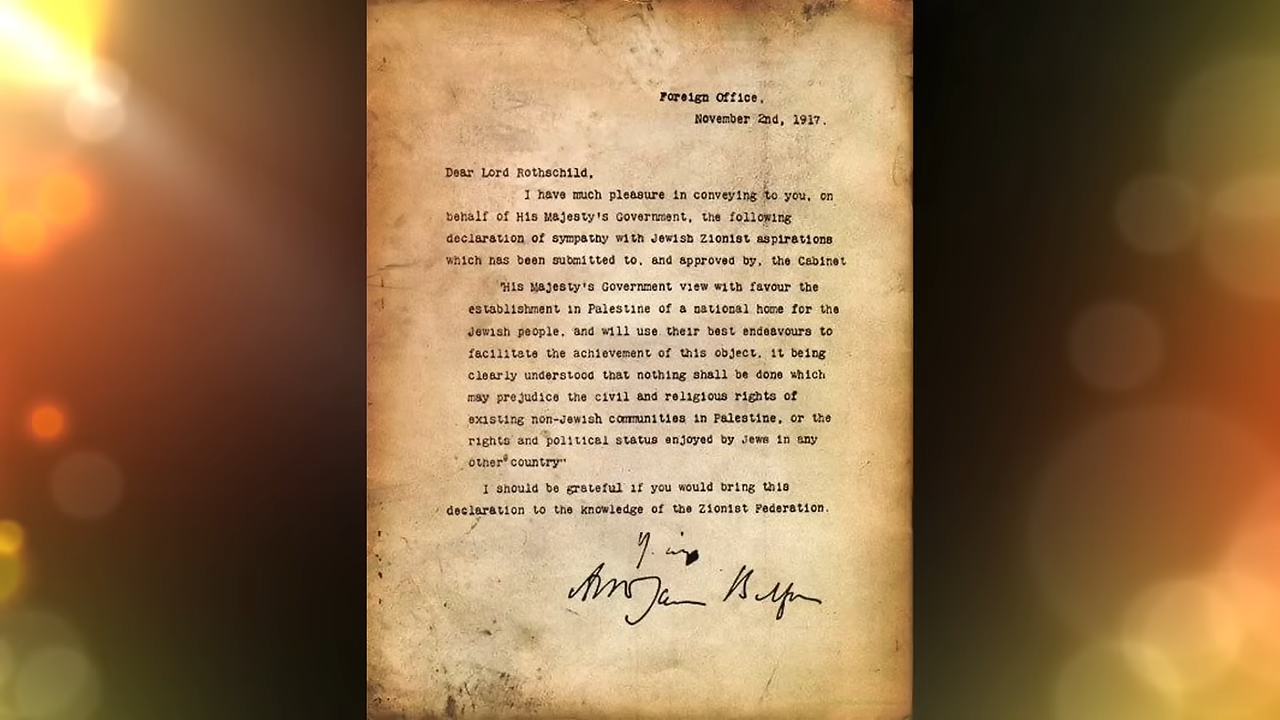 Foreign Office,
November 2nd, 1917.
Dear Lord Rothschild,
I have much pleasure in conveying to you, on
behalf of His Majesty's Government, the following
declaration of sympathy with Jewish Zionist aspirations
which has been submitted to, and approved by, the Cabinet
'His Majesty's Government view with favour the
establishment in Palestine of a national home for the
Jewish people, and will use their best endeavours to
facilitate the achievement of this object, it being
clearly understood that nothing shall be done which
may prejudice the civil and religious rights of
existing non-Jewish communities in Palestine, or the
rights and political status enjoyed by Jews in any
other country"
I should be grateful if you would bring this
declaration to the knowledge of the Zionist Federation.
Arthur James Balfour